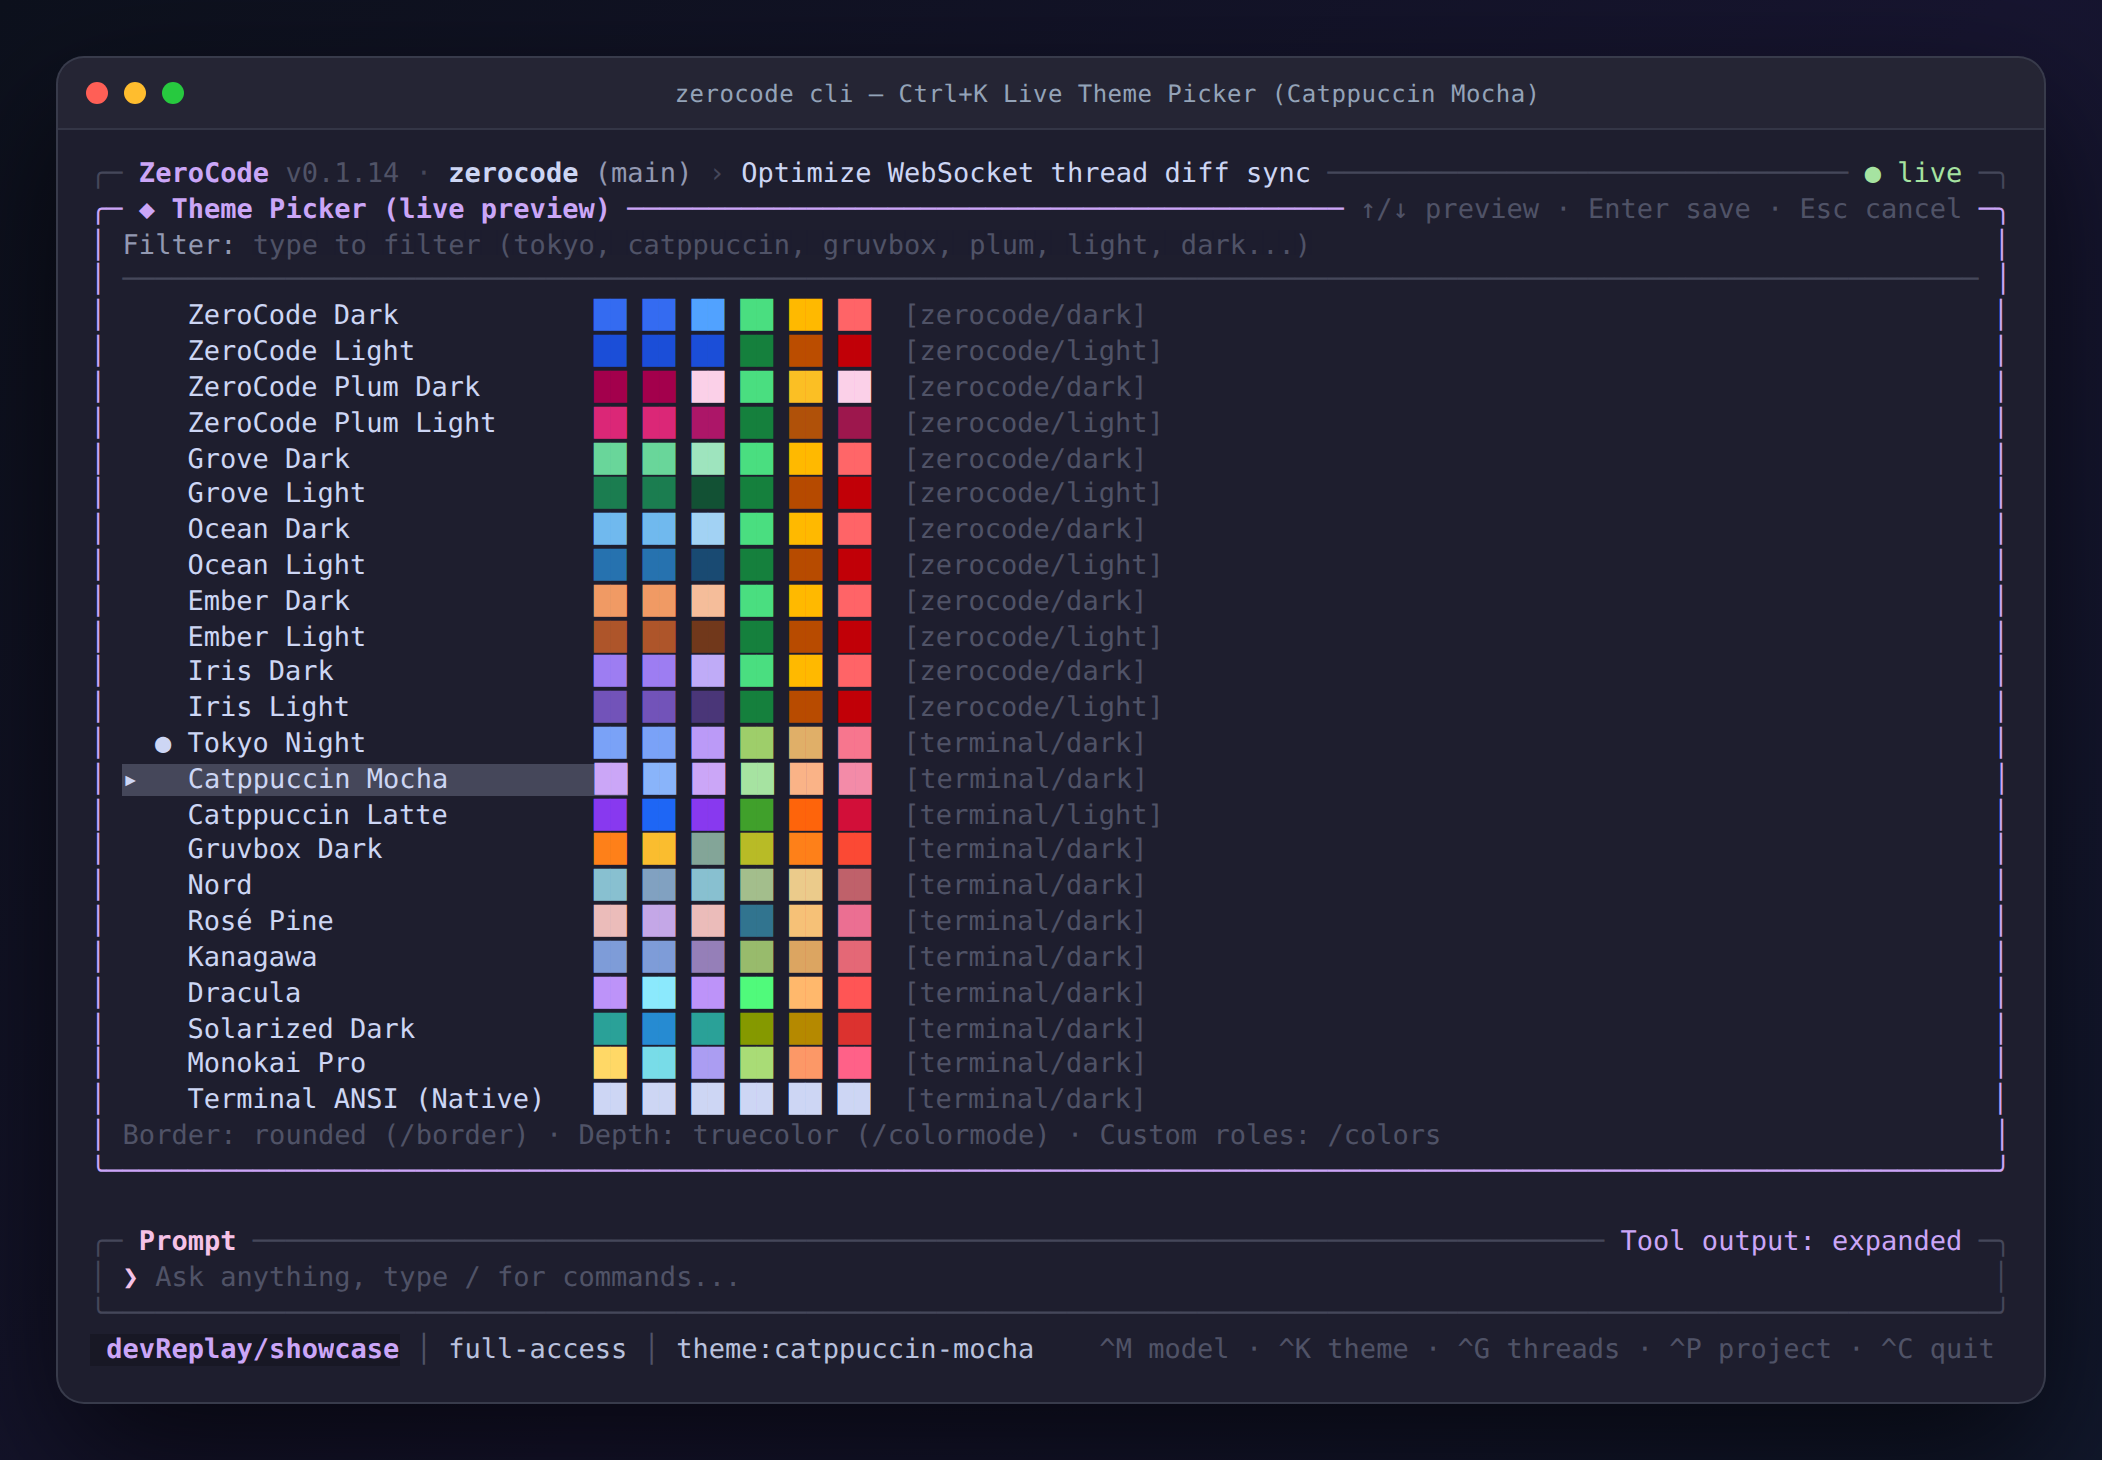 zerocode cli — Ctrl+K Live Theme Picker (Catppuccin Mocha)
ZeroCode v0.1.14 · zerocode (main) › Optimize WebSocket thread diff sync ● live
◆ Theme Picker (live preview) ↑/↓ preview · Enter save · Esc cancel
Filter: type to filter (tokyo, catppuccin, gruvbox, plum, light, dark...)
ZeroCode Dark [zerocode/dark]
ZeroCode Light [zerocode/light]
ZeroCode Plum Dark [zerocode/dark]
ZeroCode Plum Light [zerocode/light]
Grove Dark [zerocode/dark]
Grove Light [zerocode/light]
Ocean Dark [zerocode/dark]
Ocean Light [zerocode/light]
Ember Dark [zerocode/dark]
Ember Light [zerocode/light]
Iris Dark [zerocode/dark]
Iris Light [zerocode/light]
● Tokyo Night [terminal/dark]
▸ Catppuccin Mocha [terminal/dark]
Catppuccin Latte [terminal/light]
Gruvbox Dark [terminal/dark]
Nord [terminal/dark]
Rosé Pine [terminal/dark]
Kanagawa [terminal/dark]
Dracula [terminal/dark]
Solarized Dark [terminal/dark]
Monokai Pro [terminal/dark]
Terminal ANSI (Native) [terminal/dark]
Border: rounded (/border) · Depth: truecolor (/colormode) · Custom roles: /colors
Prompt Tool output: expanded
❯ Ask anything, type / for commands...
devReplay/showcase │ full-access │ theme:catppuccin-mocha ^M model · ^K theme · ^G threads · ^P project · ^C quit